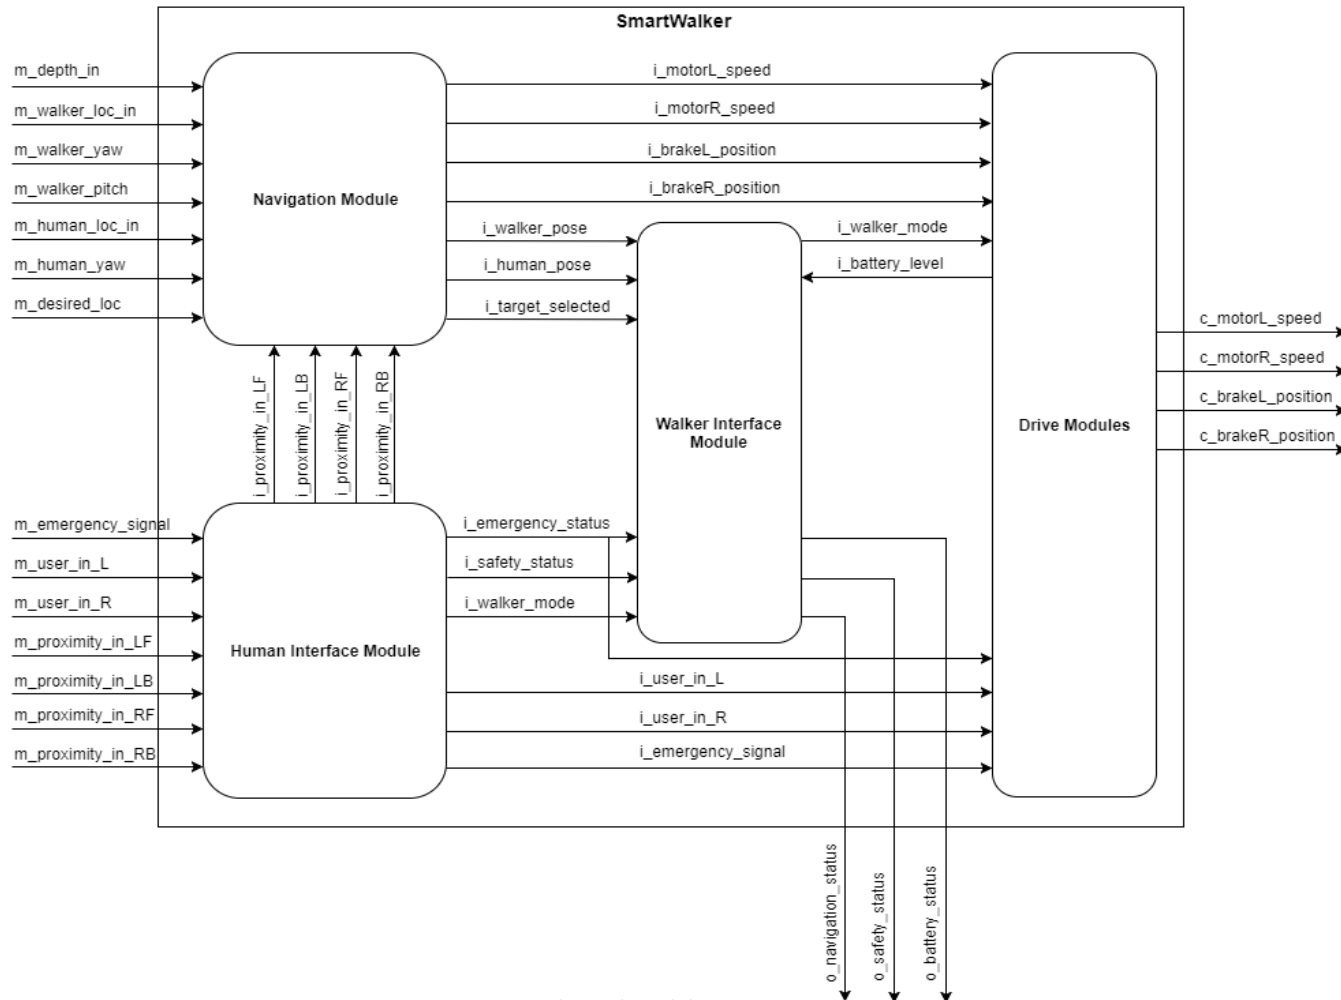 SmartWalker
m_depth_in
m_walker_loc_in
m_walker_yaw
m_walker_pitch
m_human_loc_in
m_human_yaw
m_desired_loc
Navigation Module
i_motorL_speed
i_motorR_speed
i_brakeL_position
i_brakeR_position
i_walker_pose
i_human_pose
i_target_selected
i_walker_mode
i_battery_level
Walker Interface
Module
Drive Modules
c_motorL_speed
c_motorR_speed
c_brakeL_position
c_brakeR_position
i_proximity_in_LF
i_proximity_in_LB
i_proximity_in_RF
i_proximity_in_RB
m_emergency_signal
m_user_in_L
m_user_in_R
m_proximity_in_LF
m_proximity_in_LB
m_proximity_in_RF
m_proximity_in_RB
Human Interface Module
i_emergency_status
i_safety_status
i_walker_mode
i_user_in_L
i_user_in_R
i_emergency_signal
o_navigation_status
o_safety_status
o_battery_status